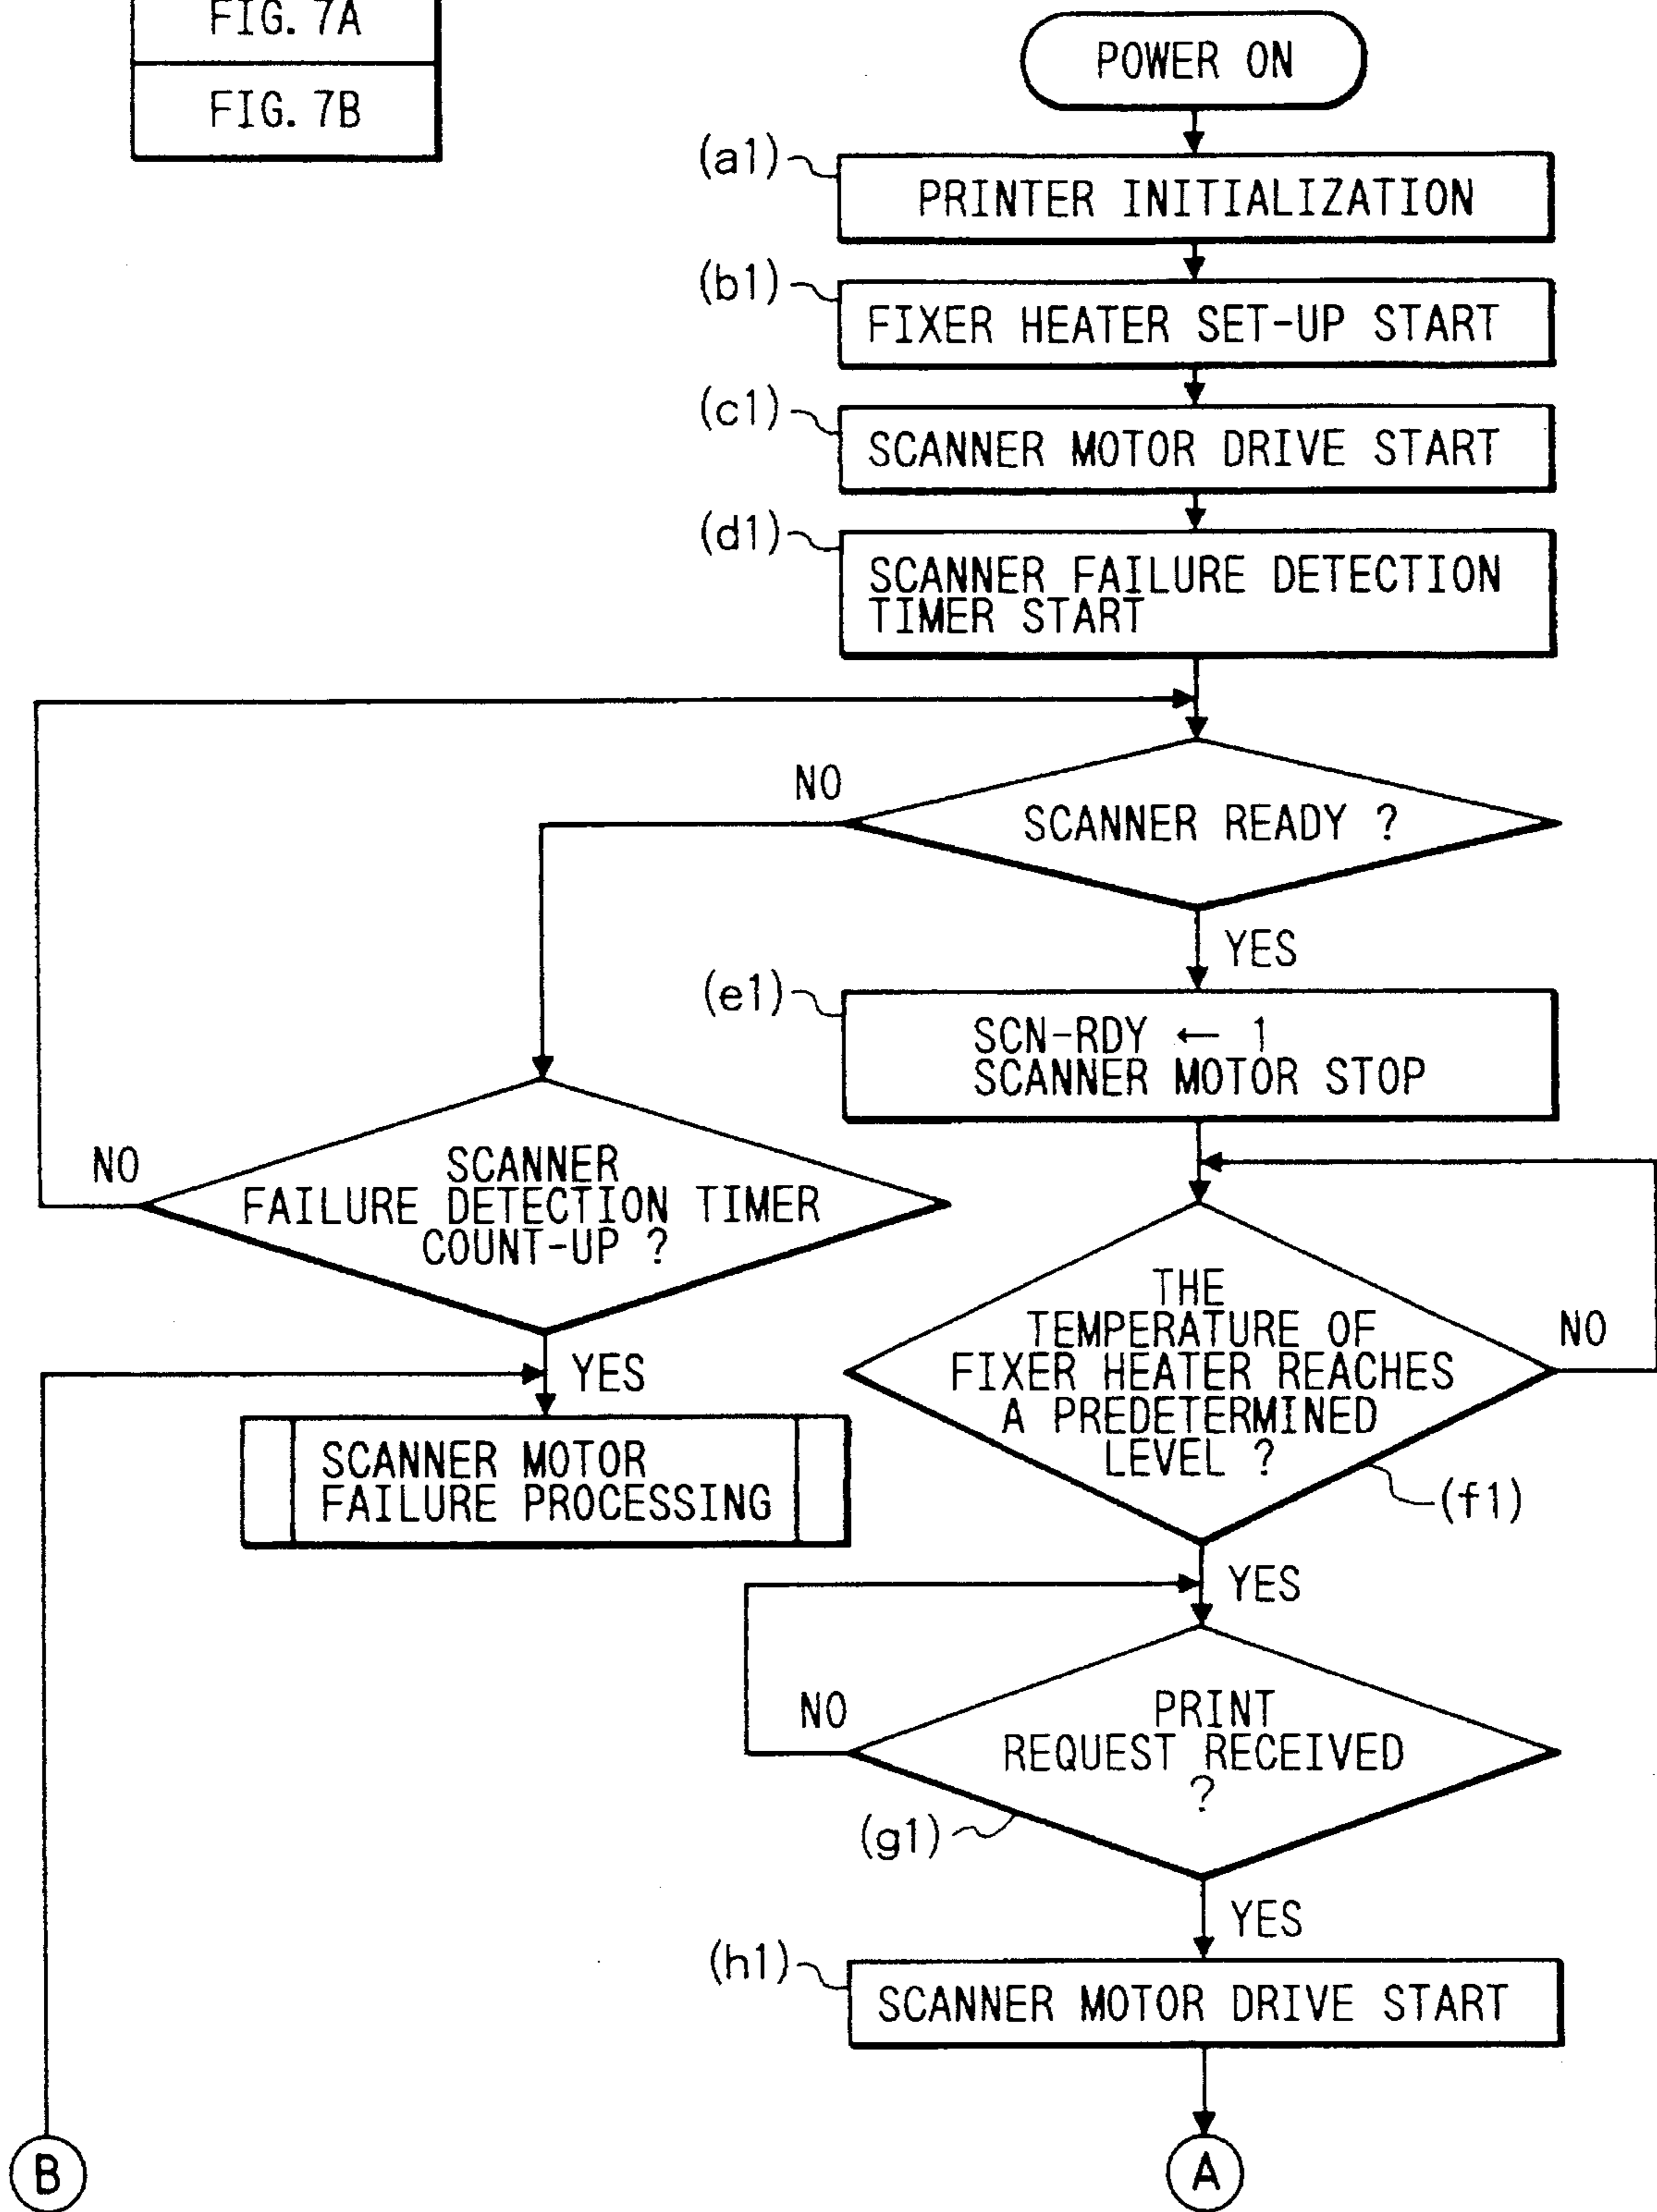 FIG. 7A
FIG. 7B
POWER ON
(a1)
PRINTER INITIALIZATION
(b1)
FIXER HEATER SET-UP START
(c1)
SCANNER MOTOR DRIVE START
(d1)
SCANNER FAILURE DETECTION
TIMER START
SCANNER READY ?
NO
YES
(e1)
SCN-RDY ← 1
SCANNER MOTOR STOP
SCANNER
FAILURE DETECTION TIMER
COUNT-UP ?
NO
YES
SCANNER MOTOR
FAILURE PROCESSING
THE
TEMPERATURE OF
FIXER HEATER REACHES
A PREDETERMINED
LEVEL ?
NO
(f1)
YES
PRINT
REQUEST RECEIVED
?
NO
(g1)
YES
(h1)
SCANNER MOTOR DRIVE START
B
A